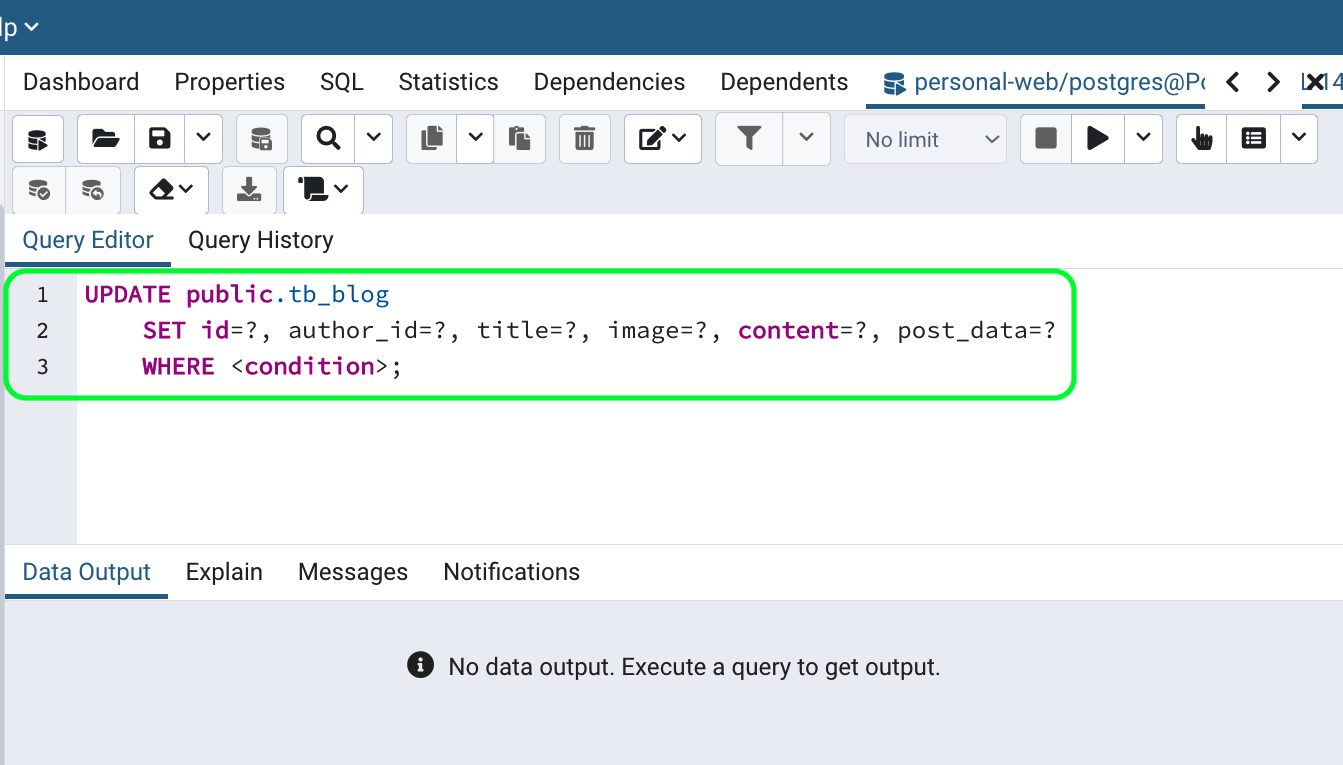 lp
Dashboard Properties SQL Statistics Dependencies Dependents personal-web/postgres@Po
No limit
Query Editor Query History
1 UPDATE public.tb_blog
2 SET id=?, author_id=?, title=?, image=?, content=?, post_data=?
3 WHERE <condition>;
Data Output Explain Messages Notifications
No data output. Execute a query to get output.